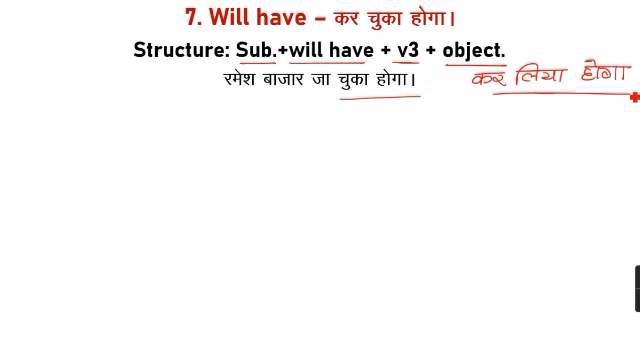 7. Will have – कर चुका होगा।
Structure: Sub.+will have + v3 + object.
रमेश बाजार जा चुका होगा। कर लिया होगा